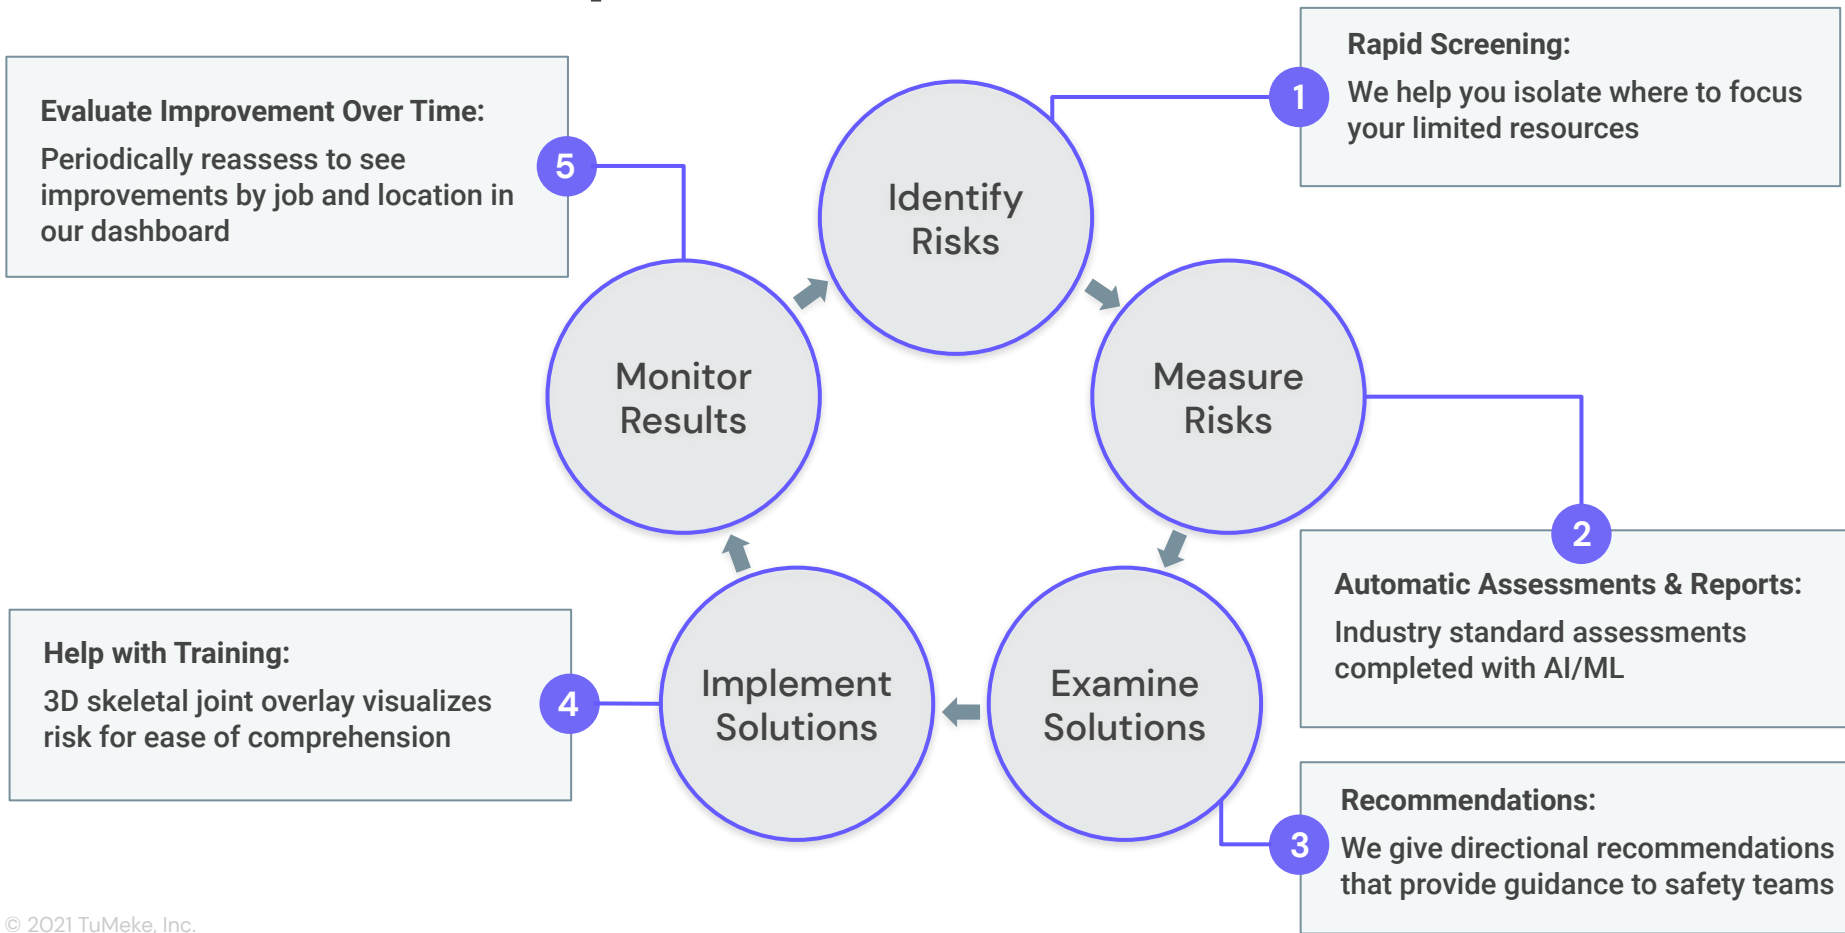 Rapid Screening:
1
We help you isolate where to focus
your limited resources
Evaluate Improvement Over Time:
Periodically reassess to see
improvements by job and location in
our dashboard
5
Identify
Risks
Monitor
Results
Measure
Risks
2
Automatic Assessments & Reports:
Industry standard assessments
completed with AI/ML
Help with Training:
3D skeletal joint overlay visualizes
risk for ease of comprehension
4
Implement
Solutions
Examine
Solutions
Recommendations:
3
We give directional recommendations
that provide guidance to safety teams
© 2021 TuMeke, Inc.